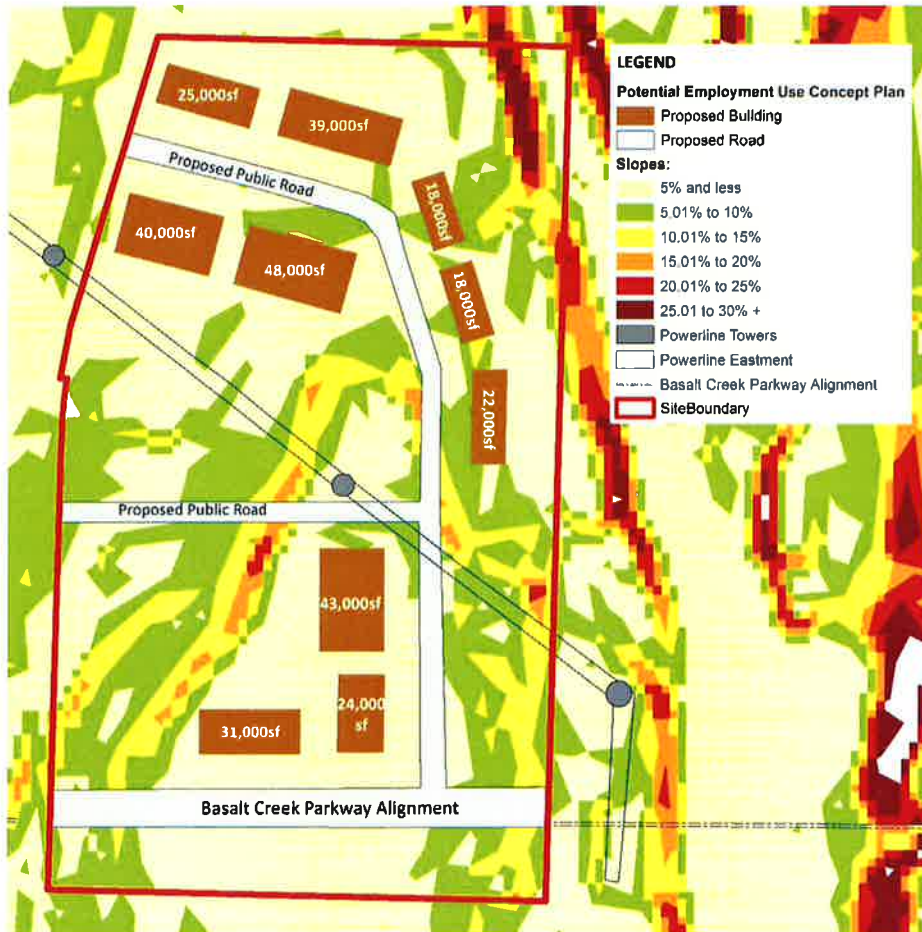 25,000sf
39,000sf
Proposed Public Road
18,000sf
40,000sf
48,000sf
18,000sf
22,000sf
Proposed Public Road
43,000sf
24,000
sf
31,000sf
Basalt Creek Parkway Alignment
LEGEND
Potential Employment Use Concept Plan
Proposed Building
Proposed Road
Slopes:
5% and less
5.01% to 10%
10.01% to 15%
15.01% to 20%
20.01% to 25%
25.01 to 30% +
Powerline Towers
Powerline Eastment
Basalt Creek Parkway Alignment
SiteBoundary